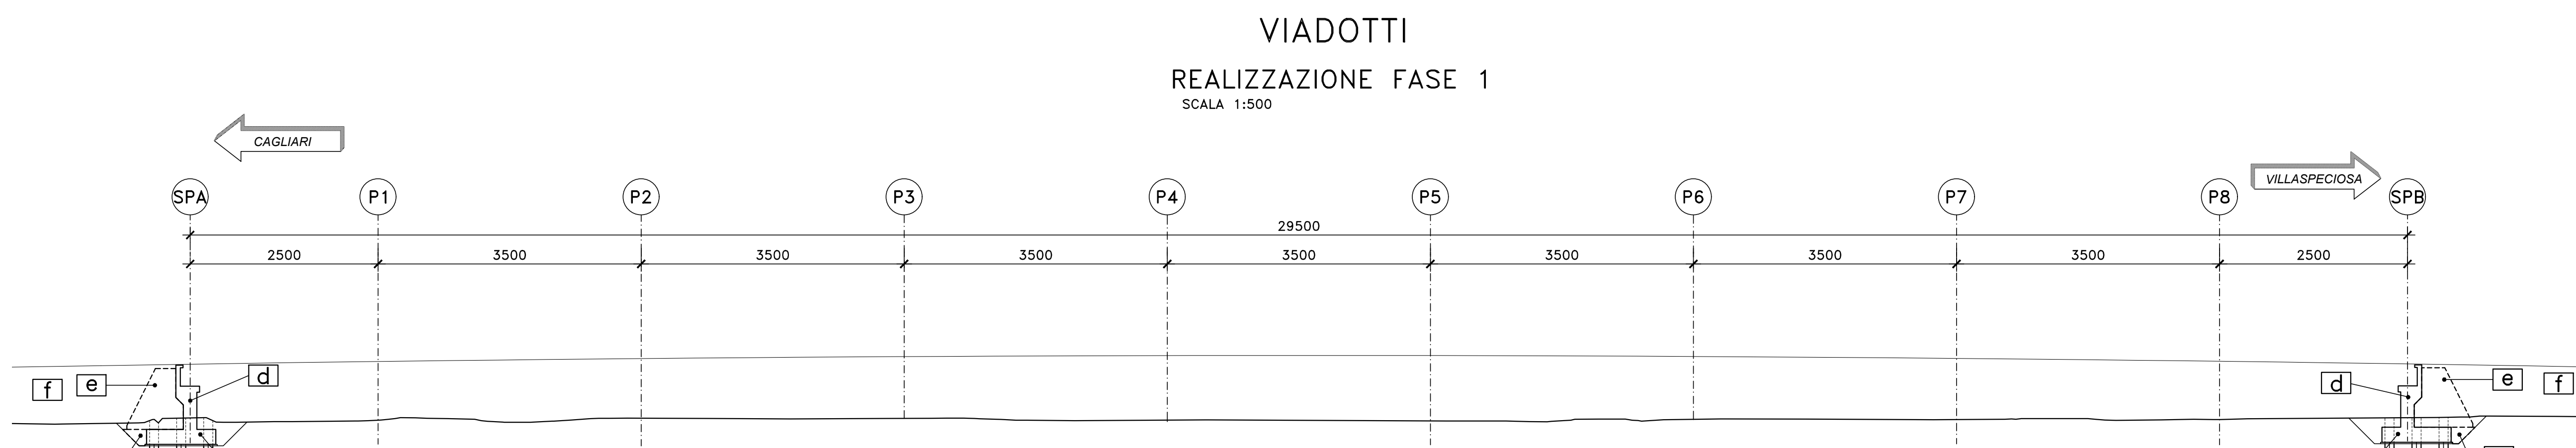 VIADOTTI
REALIZZAZIONE FASE 1
SCALA 1:500
CAGLIARI
VILLASPECIOSA
SPA P1 P2 P3 P4 P5 P6 P7 P8 SPB
29500
2500 3500 3500 3500 3500 3500 3500 3500 2500
f e d d e f